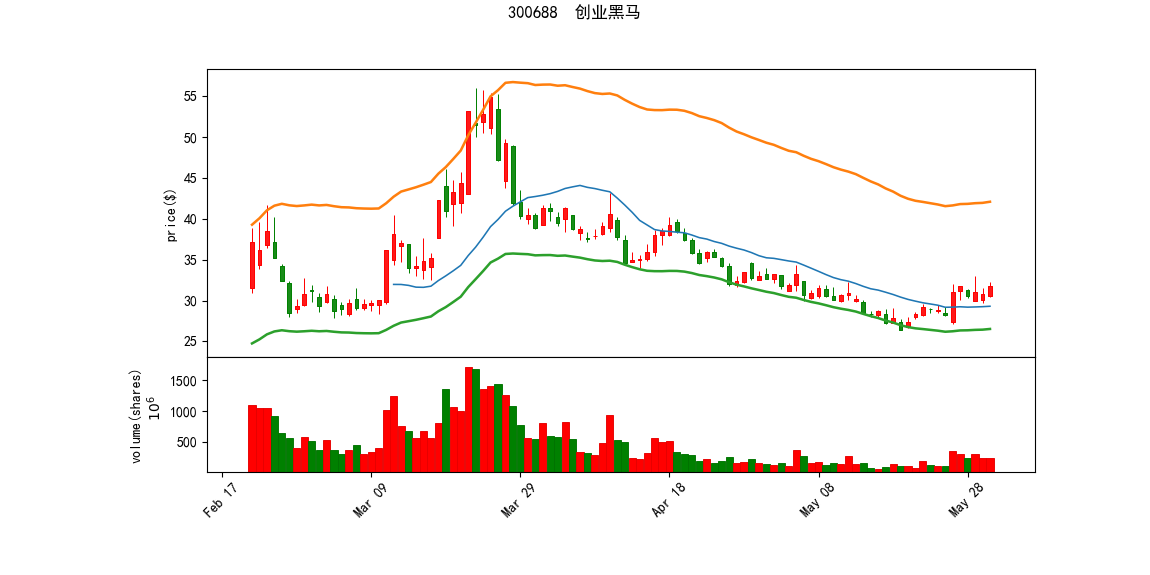 300688 创业黑马
price($)
55
50
45
40
35
30
25
volume(shares)
10^6
1500
1000
500
Feb 17
Mar 09
Mar 29
Apr 18
May 08
May 28